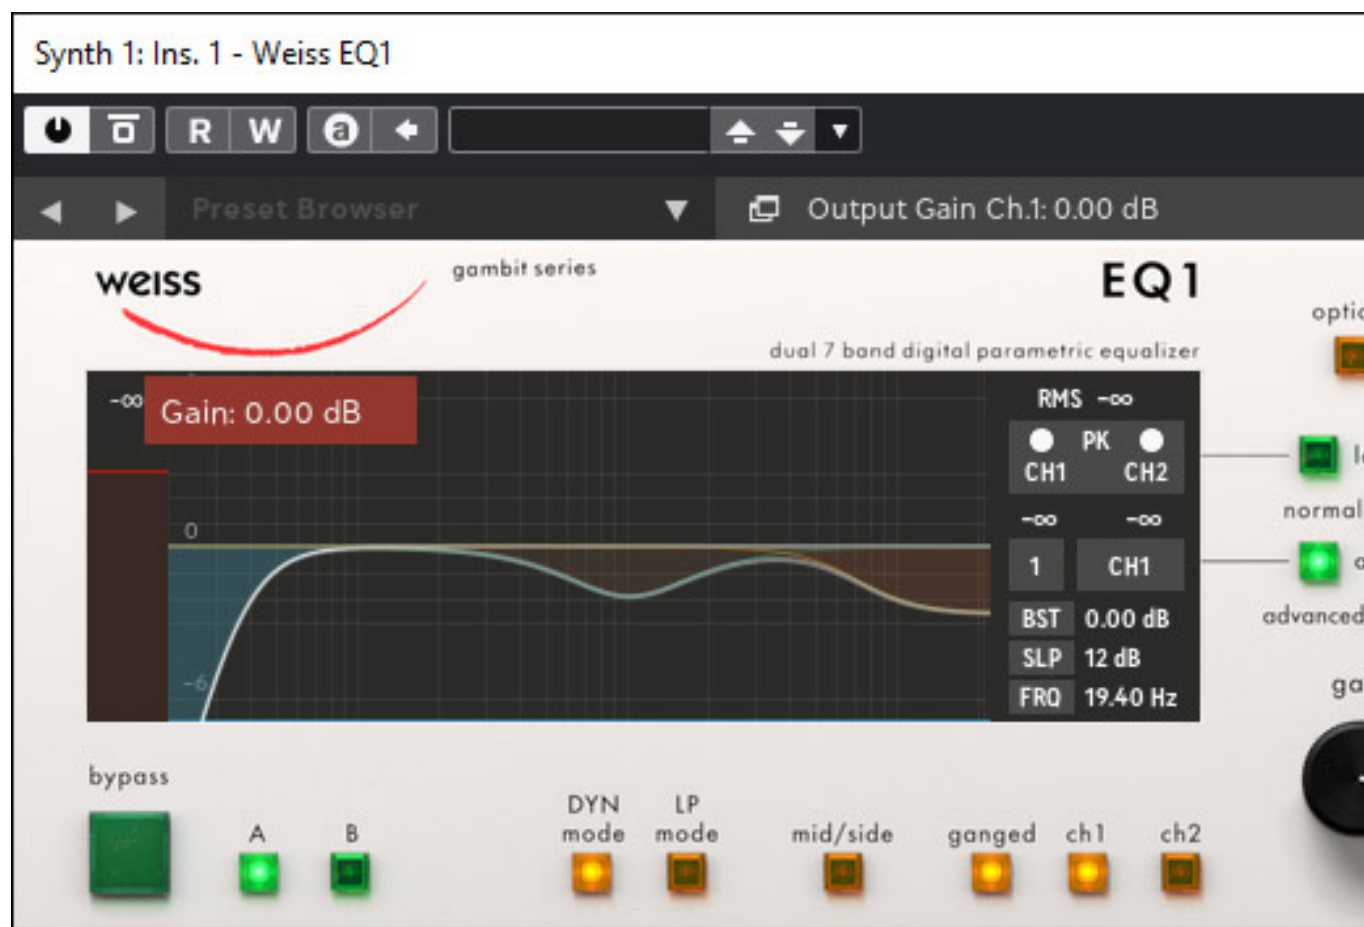 Synth 1: Ins. 1 - Weiss EQ1
R W a
Preset Browser
Output Gain Ch.1: 0.00 dB
weiss
gambit series
EQ1
dual 7 band digital parametric equalizer
-∞
Gain: 0.00 dB
0
-6
RMS -∞
PK
CH1 CH2
-∞ -∞
1 CH1
BST 0.00 dB
SLP 12 dB
FRQ 19.40 Hz
normal
advanced
bypass
A B
DYN mode
LP mode
mid/side
ganged
ch1
ch2